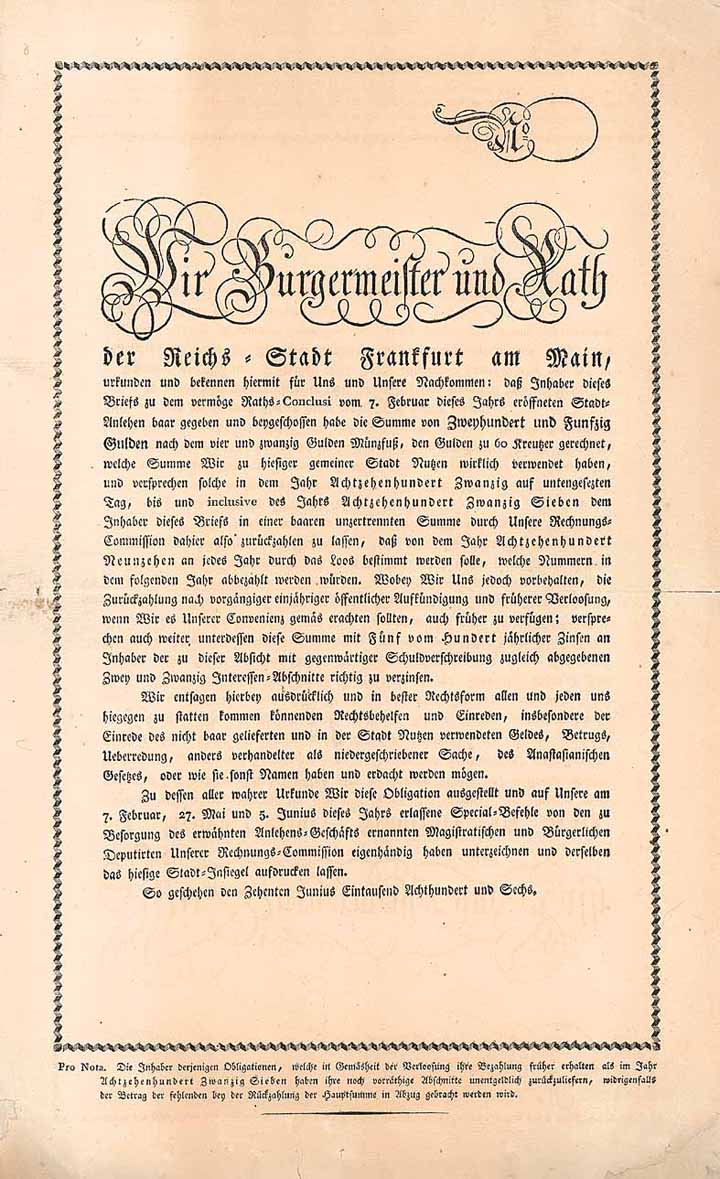 No
Wir Burgermeister und Rath
der Reichs-Stadt Frankfurt am Main,
urkunden und bekennen hiermit für Uns und Unsere Nachkommen: daß Inhaber dieses
Briefs zu dem vermöge Raths-Conclusi vom 7. Februar dieses Jahrs eröffneten Stadt-
Anlehen baar gegeben und beygeschossen habe die Summe von Zweyhundert und Funfzig
Gulden nach dem vier und zwanzig Gulden Münzfuß, den Gulden zu 60 Kreutzer gerechnet,
welche Summe Wir zu hiesiger gemeiner Stadt Nutzen wirklich verwendet haben,
und versprechen solche in dem Jahr Achtzehenhundert Zwanzig auf untengesezten
Tag, bis und inclusive des Jahrs Achtzehenhundert Zwanzig Sieben dem
Inhaber dieses Briefs in einer baaren unzertrennten Summe durch Unsere Rechnungs-
Commission dahier also zurückzahlen zu lassen, daß von dem Jahr Achtzehenhundert
Neunzehen an jedes Jahr durch das Loos bestimmt werden solle, welche Nummern in
dem folgenden Jahr abbezahlt werden würden. Wobey Wir Uns jedoch vorbehalten, die
Zurückzahlung nach vorgängiger einjähriger öffentlicher Aufkündigung und früherer Verloosung,
wenn Wir es Unserer Convenienz gemäs erachten sollten, auch früher zu verfügen; verspre-
chen auch weiter unterdessen diese Summe mit Fünf vom Hundert jährlicher Zinsen an
Inhaber der zu dieser Absicht mit gegenwärtiger Schuldverschreibung zugleich abgegebenen
Zwey und Zwanzig Interessen-Abschnitte richtig zu verzinsen.
Wir entsagen hierbey ausdrücklich und in bester Rechtsform allen und jeden uns
hiegegen zu statten kommen könnenden Rechtsbehelfen und Einreden, insbesondere der
Einrede des nicht baar gelieferten und in der Stadt Nutzen verwendeten Geldes, Betrugs,
Ueberredung, anders verhandelter als niedergeschriebener Sache, des Anastasianischen
Gesetzes, oder wie sie sonst Namen haben und erdacht werden mögen.
Zu dessen aller wahrer Urkunde Wir diese Obligation ausgestellt und auf Unsere am
7. Februar, 27. Mai und 5. Junius dieses Jahrs erlassene Special-Befehle von den zu
Besorgung des erwähnten Anlehens-Geschäfts ernannten Magistratischen und Bürgerlichen
Deputirten Unserer Rechnungs-Commission eigenhändig haben unterzeichnen und derselben
das hiesige Stadt-Insiegel aufdrucken lassen.
So geschehen den Zehenten Junius Eintausend Achthundert und Sechs.
Pro Nota. Die Inhaber derjenigen Obligationen, welche in Gemäsheit der Verloosung ihre Bezahlung früher erhalten als im Jahr
Achtzehenhundert Zwanzig Sieben haben ihre noch vorräthige Abschnitte unentgeldlich zurückzuliefern, widrigenfalls
der Betrag der fehlenden bey der Rückzahlung der Hauptsumme in Abzug gebracht werden wird.